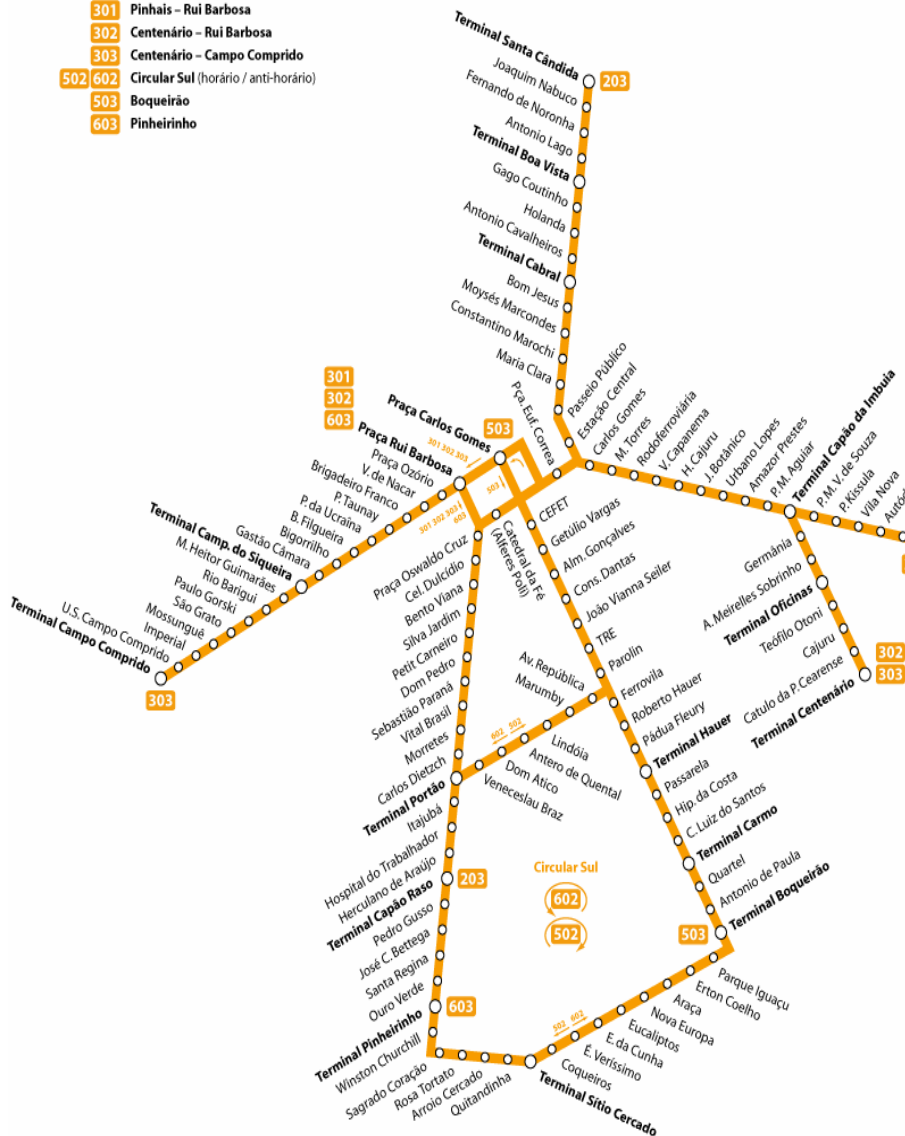 301 Pinhais – Rui Barbosa
302 Centenário – Rui Barbosa
303 Centenário – Campo Comprido
502 602 Circular Sul (horário / anti-horário)
503 Boqueirão
603 Pinheirinho
Terminal Santa Cândida
203
Joaquim Nabuco
Fernando de Noronha
Antonio Lago
Terminal Boa Vista
Gago Coutinho
Holanda
Antonio Cavalheiros
Terminal Cabral
Bom Jesus
Moysés Marcondes
Constantino Marochi
Maria Clara
Passeio Público
Estação Central
Carlos Gomes
M. Torres
Rodoferroviária
V. Capanema
H. Cajuru
J. Botânico
Urbano Lopes
Amazor Prestes
P.M. Aguiar
Terminal Capão da Imbuia
P.M. V. de Souza
P. Kissula
Vila Nova
Germânia
A. Meirelles Sobrinho
Terminal Oficinas
Teófilo Otoni
Cajuru
Catulo da P. Cearense
Terminal Centenário
302
303
301
302
603
Praça Carlos Gomes
503
Pça. Euf. Correa
301 302 303
503
301 302 303
603
Praça Rui Barbosa
Praça Ozório
V. de Nacar
Brigadeiro Franco
P. Taunay
P. da Ucraína
B. Filgueira
Bigorrilho
Gastão Câmara
Terminal Camp. do Siqueira
M. Heitor Guimarães
Rio Barigui
Paulo Gorski
São Grato
Mossunguê
Imperial
U.S. Campo Comprido
Terminal Campo Comprido
303
Catedral da Fé
(Alferes Poli)
Praça Oswaldo Cruz
Cel. Dulcídio
Bento Viana
Silva Jardim
Petit Carneiro
Dom Pedro
Sebastião Paraná
Vital Brasil
Morretes
Carlos Dietzch
Terminal Portão
Itajubá
Hospital do Trabalhador
Herculano de Araújo
Terminal Capão Raso
203
Pedro Gusso
José C. Bettega
Santa Regina
Ouro Verde
Terminal Pinheirinho
603
Winston Churchill
Sagrado Coração
Rosa Tortato
Arroio Cercado
Quitandinha
Terminal Sítio Cercado
CEFET
Getúlio Vargas
Alm. Gonçalves
Cons. Dantas
João Vianna Seiler
TRE
Parolin
Ferrovila
Roberto Hauer
Pádua Fleury
Terminal Hauer
Passarela
Hip. da Costa
C. Luiz do Santos
Terminal Carmo
Quartel
Antonio de Paula
Terminal Boqueirão
503
Av. República
Marumby
602 502
Lindóia
Antero de Quental
Dom Atico
Veneceslau Braz
Circular Sul
602
502
Parque Iguaçu
Erton Coelho
Araça
Nova Europa
Eucaliptos
E. da Cunha
É. Veríssimo
Coqueiros
502 602